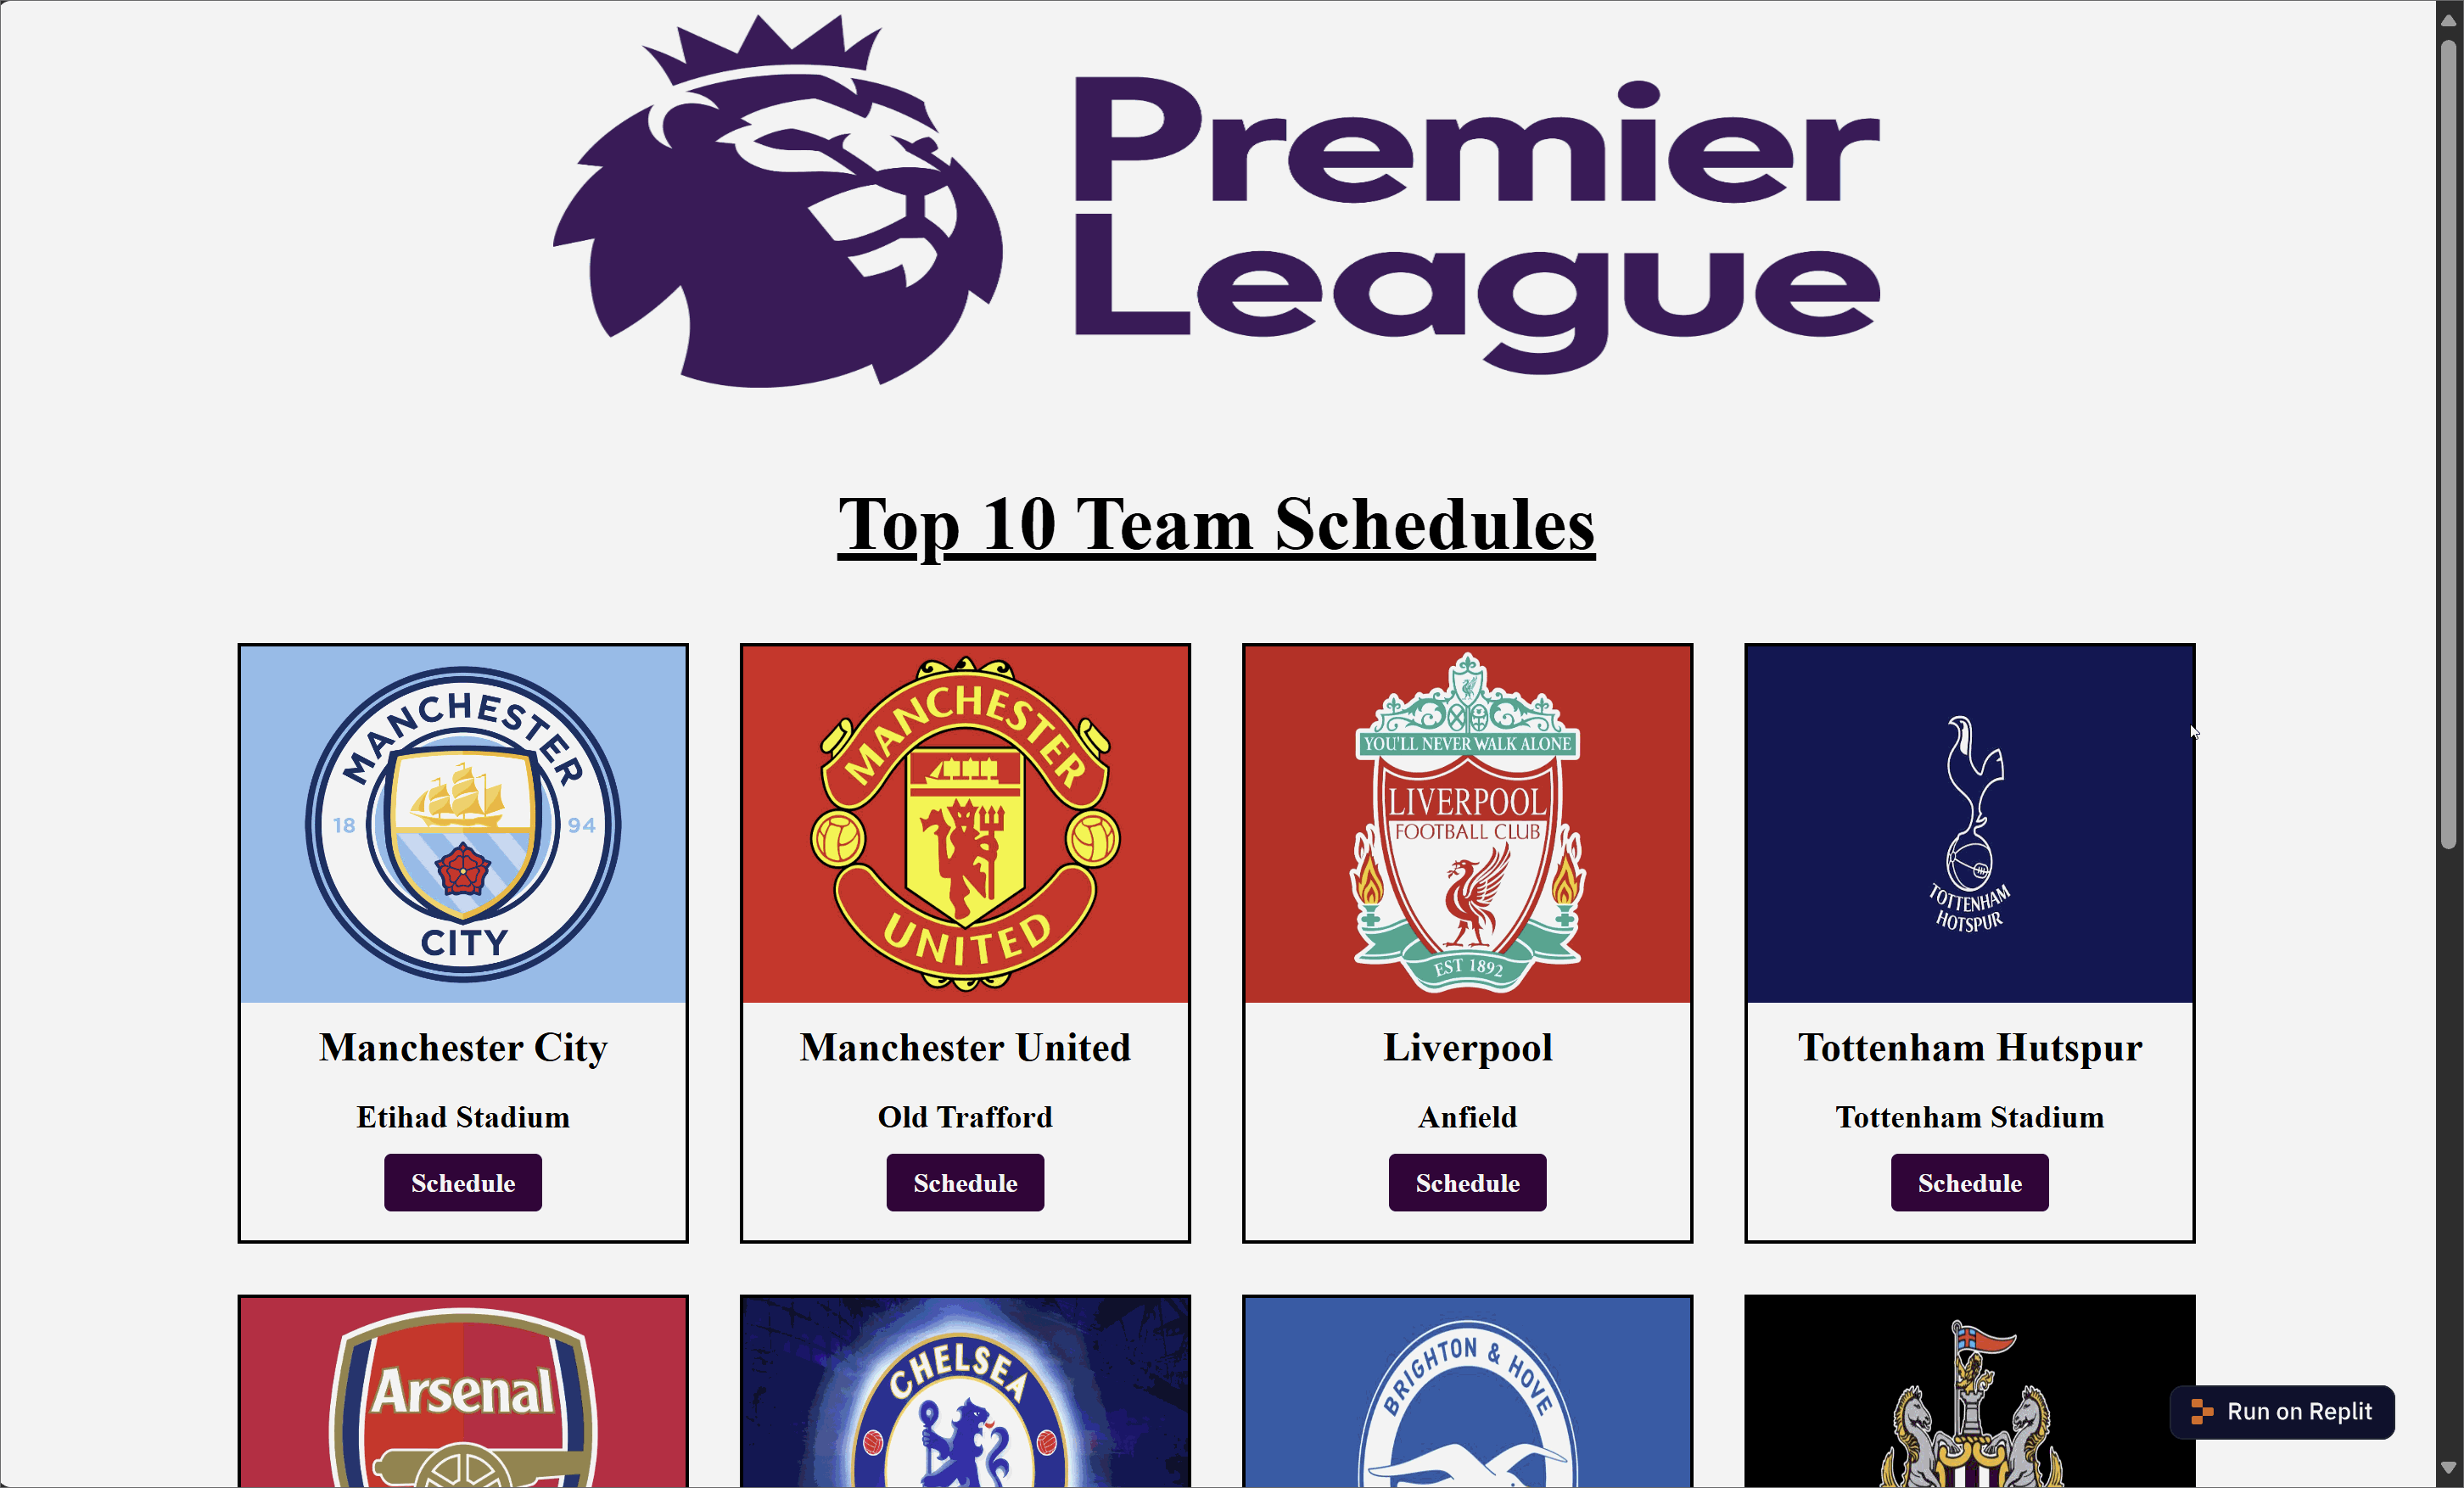 Premier
League
Top 10 Team Schedules
MANCHESTER
18 94
CITY
MANCHESTER
UNITED
YOU'LL NEVER WALK ALONE
LIVERPOOL
FOOTBALL CLUB
EST 1892
TOTTENHAM
HOTSPUR
Manchester City
Manchester United
Liverpool
Tottenham Hutspur
Etihad Stadium
Old Trafford
Anfield
Tottenham Stadium
Schedule
Schedule
Schedule
Schedule
Arsenal
CHELSEA
BRIGHTON & HOVE
Run on Replit